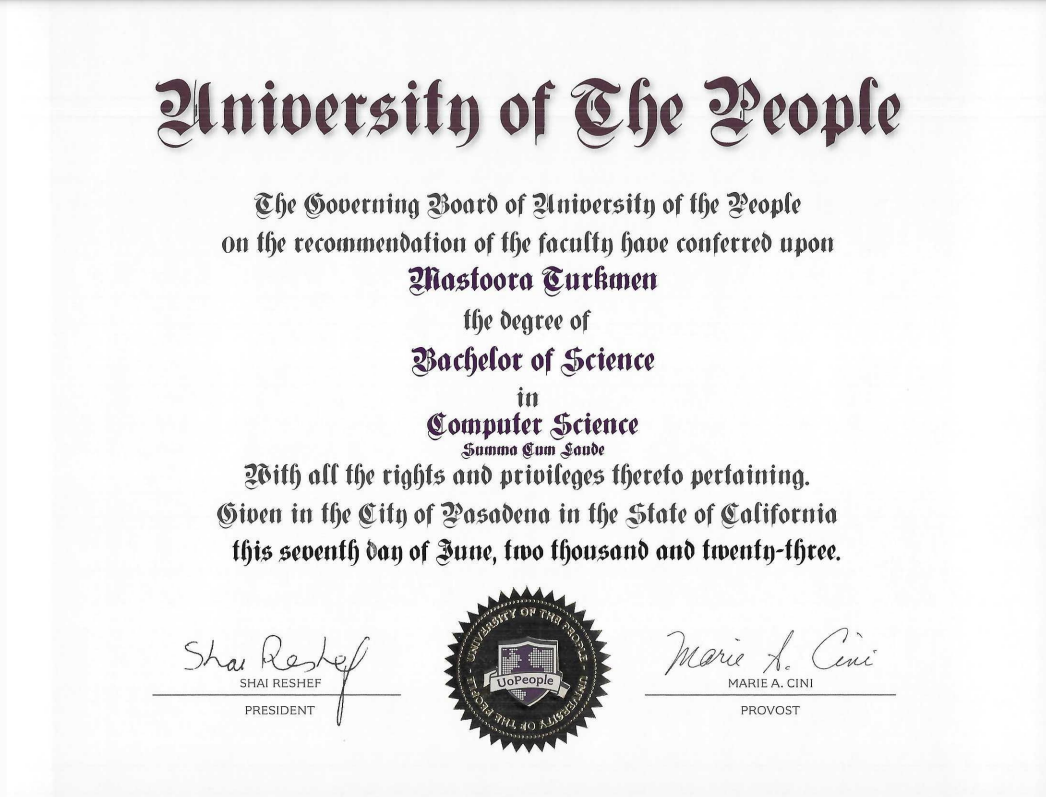 University of The People
The Governing Board of University of the People
on the recommendation of the faculty have conferred upon
Mastoora Turkmen
the degree of
Bachelor of Science
in
Computer Science
Summa Cum Laude
With all the rights and privileges thereto pertaining.
Given in the City of Pasadena in the State of California
this seventh day of June, two thousand and twenty-three.
Shai Reshef
SHAI RESHEF
PRESIDENT
UNIVERSITY OF THE PEOPLE - UNIVERSITY OF THE PEOPLE -
UoPeople
Marie A. Cini
MARIE A. CINI
PROVOST